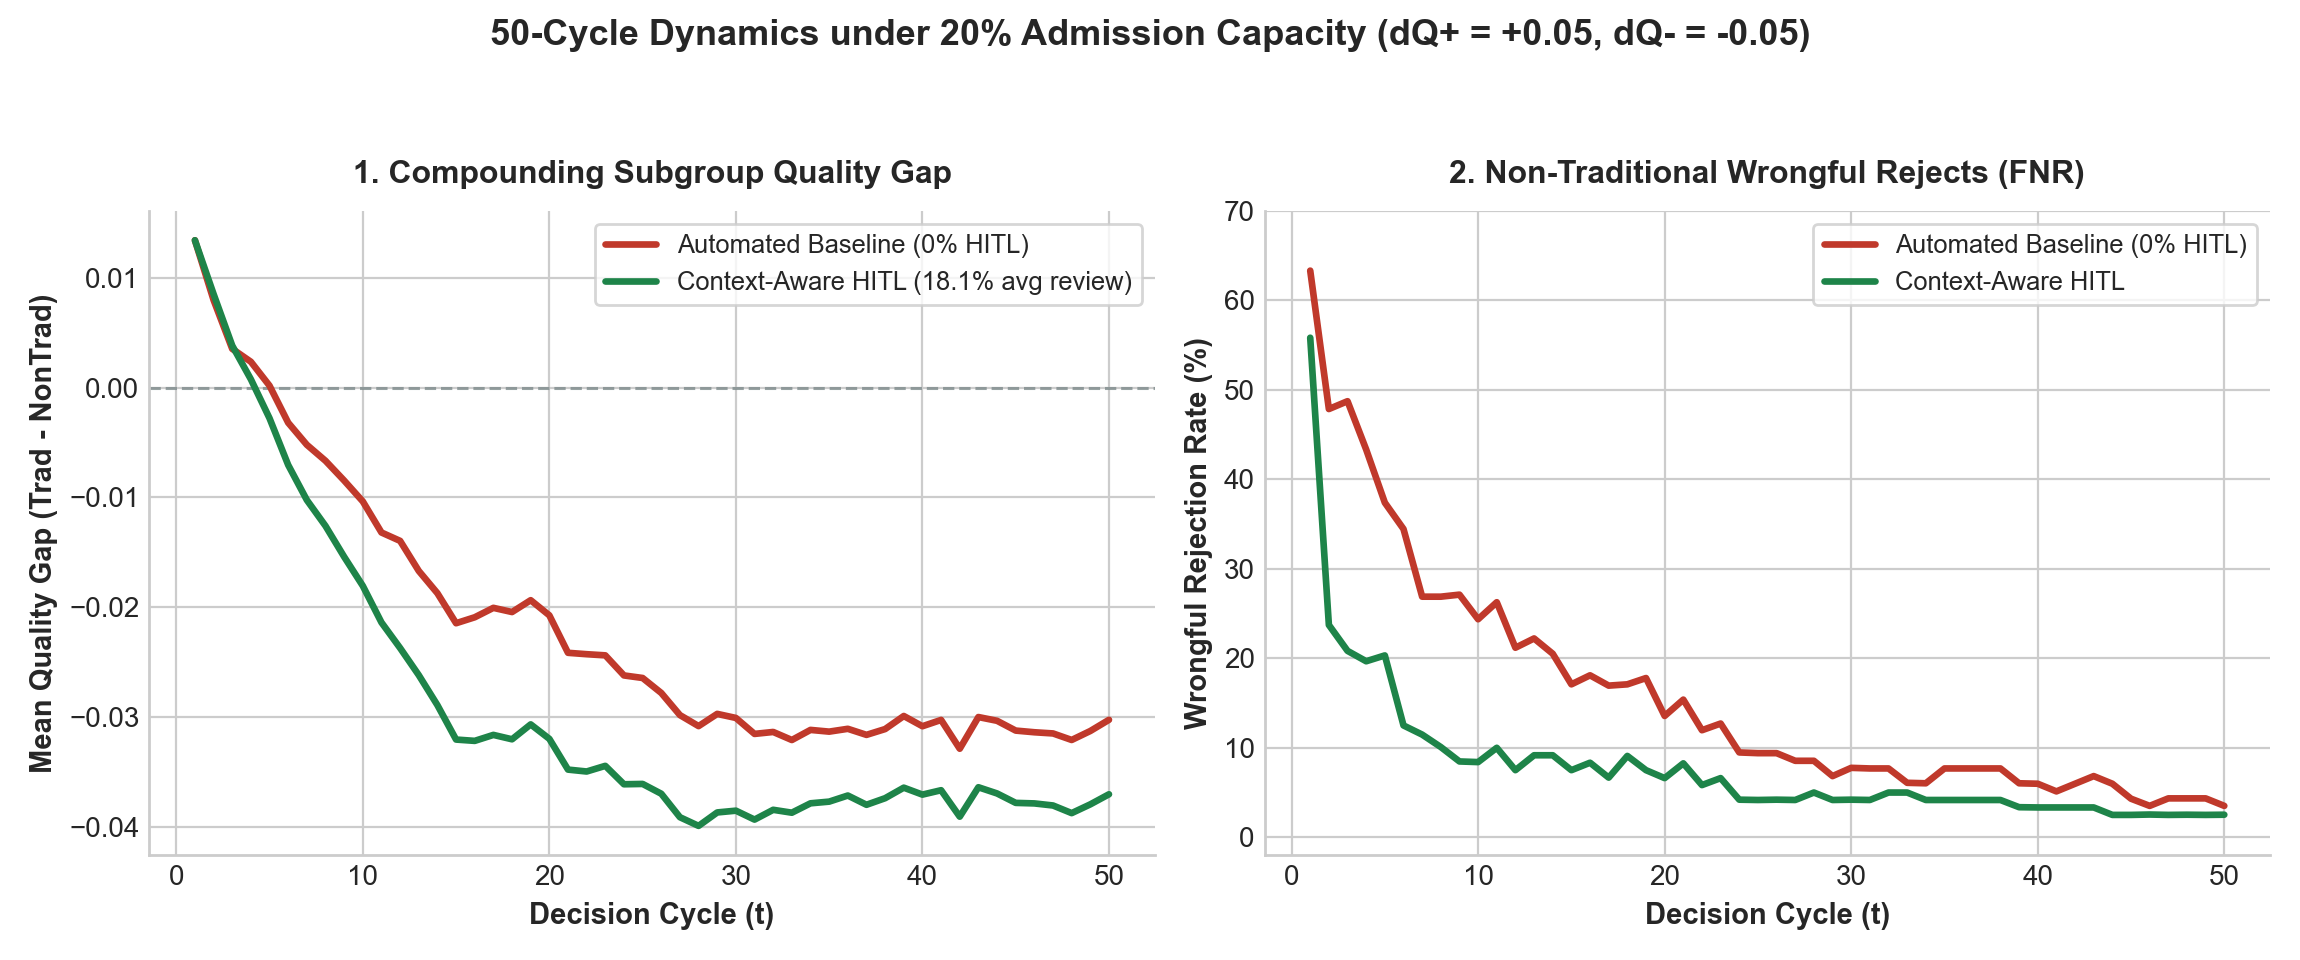 50-Cycle Dynamics under 20% Admission Capacity (dQ+ = +0.05, dQ- = -0.05)
1. Compounding Subgroup Quality Gap
Mean Quality Gap (Trad - NonTrad)
0.01
0.00
−0.01
−0.02
−0.03
−0.04
Automated Baseline (0% HITL)
Context-Aware HITL (18.1% avg review)
0 10 20 30 40 50
Decision Cycle (t)
2. Non-Traditional Wrongful Rejects (FNR)
Wrongful Rejection Rate (%)
70
60
50
40
30
20
10
0
Automated Baseline (0% HITL)
Context-Aware HITL
0 10 20 30 40 50
Decision Cycle (t)